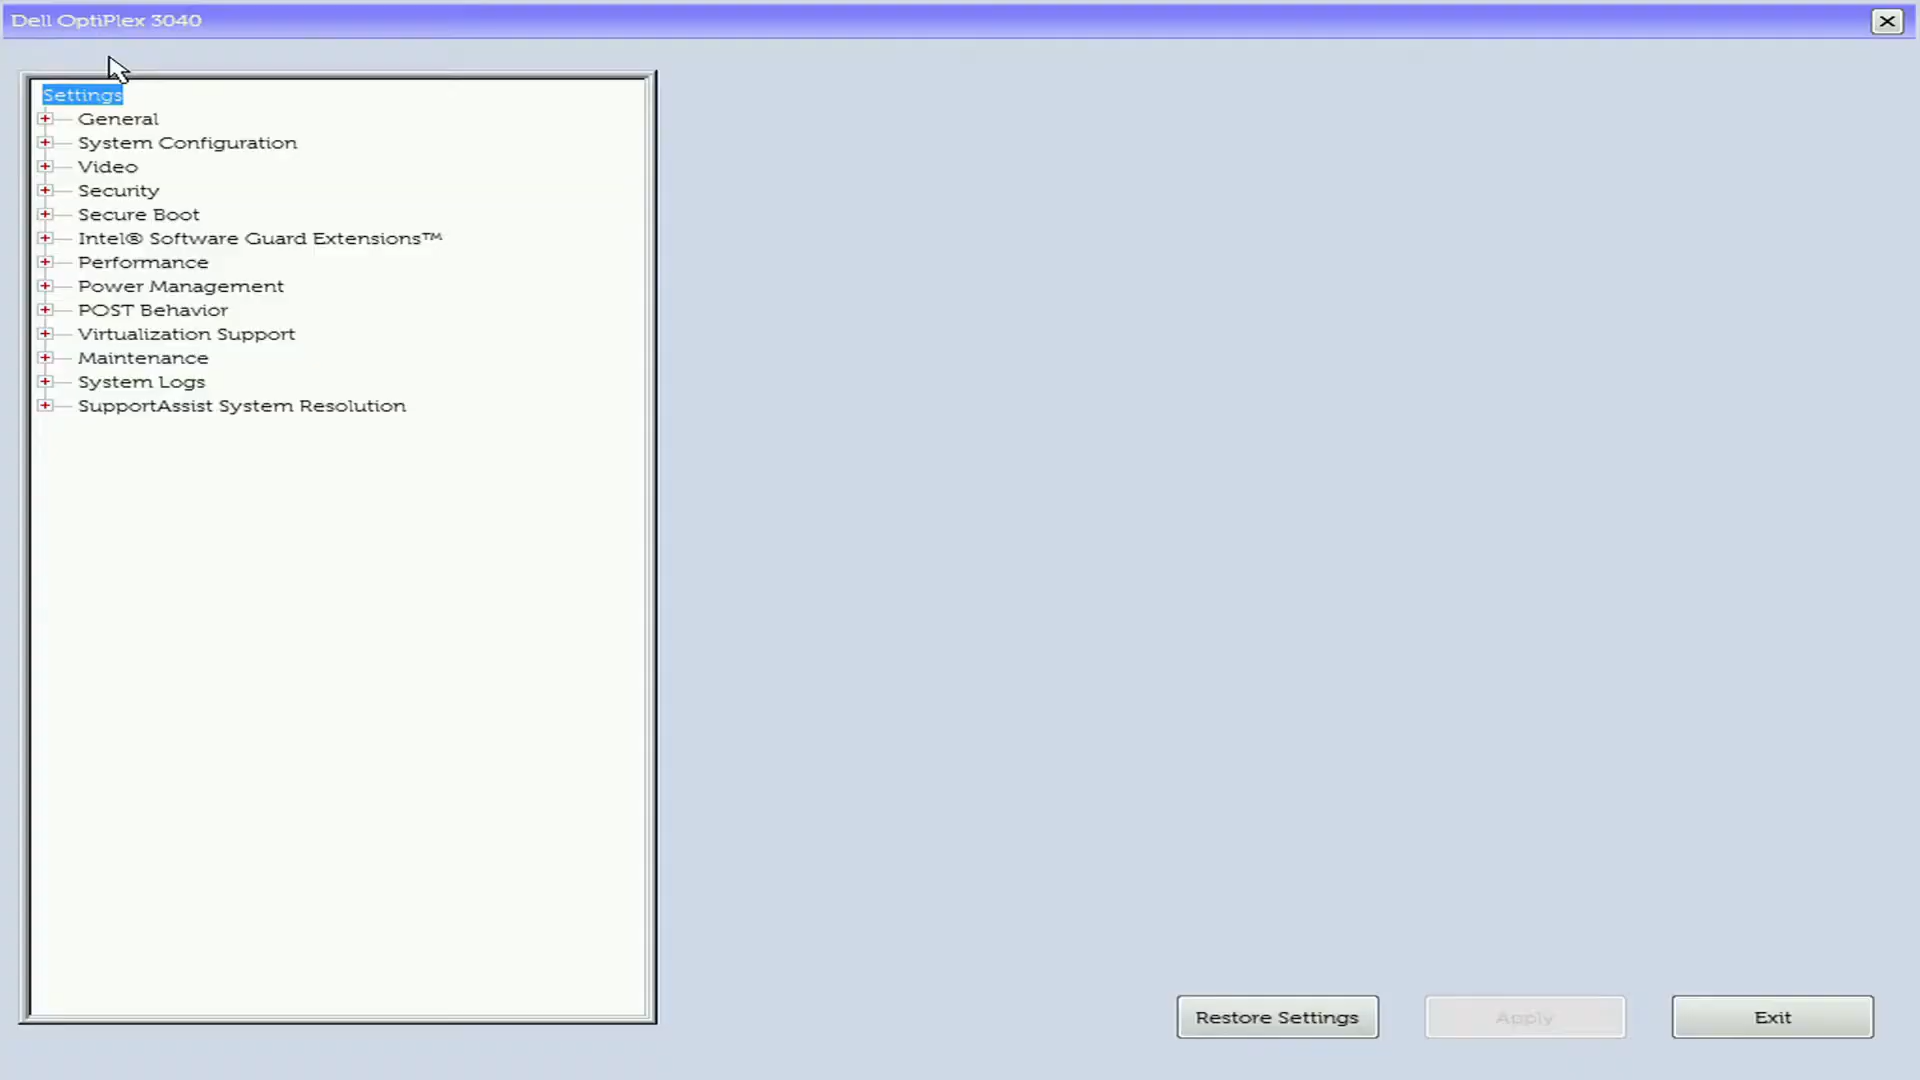 Dell OptiPlex 3040
Settings
General
System Configuration
Video
Security
Secure Boot
Intel® Software Guard Extensions™
Performance
Power Management
POST Behavior
Virtualization Support
Maintenance
System Logs
SupportAssist System Resolution
Restore Settings
Apply
Exit